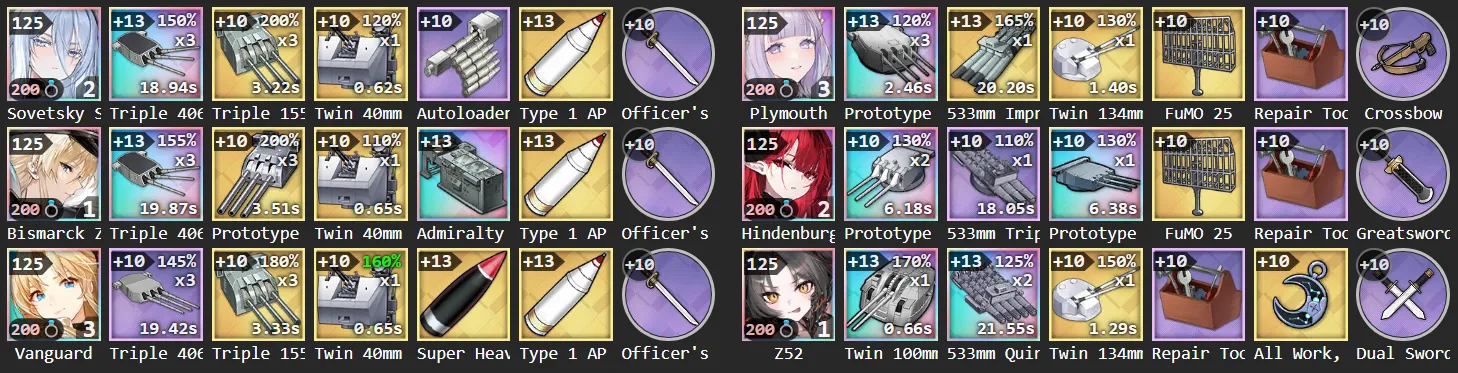 125 +13 150% +10 200% +10 120% +10 +13 +10 125 +13 120% +13 165% +10 130% +10 +10 +10
x3 x3 x1 x3 x1 x1
200 2 18.94s 3.22s 0.62s 200 3 2.46s 20.20s 1.40s
Sovetsky S Triple 406 Triple 155 Twin 40mm Autoloader Type 1 AP Officer's Plymouth Prototype 533mm Impr Twin 134mm FuMO 25 Repair Too Crossbow
125 +13 155% +10 200% +10 110% +13 +13 +10 125 +10 130% +10 110% +10 130% +10 +10 +10
x3 x3 x1 x2 x1 x1
200 1 19.87s 3.51s 0.65s 200 2 6.18s 18.05s 6.38s
Bismarck Z Triple 406 Prototype Twin 40mm Admiralty Type 1 AP Officer's Hindenburg Prototype 533mm Trip Prototype FuMO 25 Repair Too Greatsword
125 +10 145% +10 180% +10 160% +13 +13 +10 125 +13 170% +13 125% +10 150% +10 +10 +10
x3 x3 x1 x1 x2 x1
200 3 19.42s 3.33s 0.65s 200 1 0.66s 21.55s 1.29s
Vanguard Triple 406 Triple 155 Twin 40mm Super Heav Type 1 AP Officer's Z52 Twin 100mm 533mm Quin Twin 134mm Repair Too All Work, Dual Sword